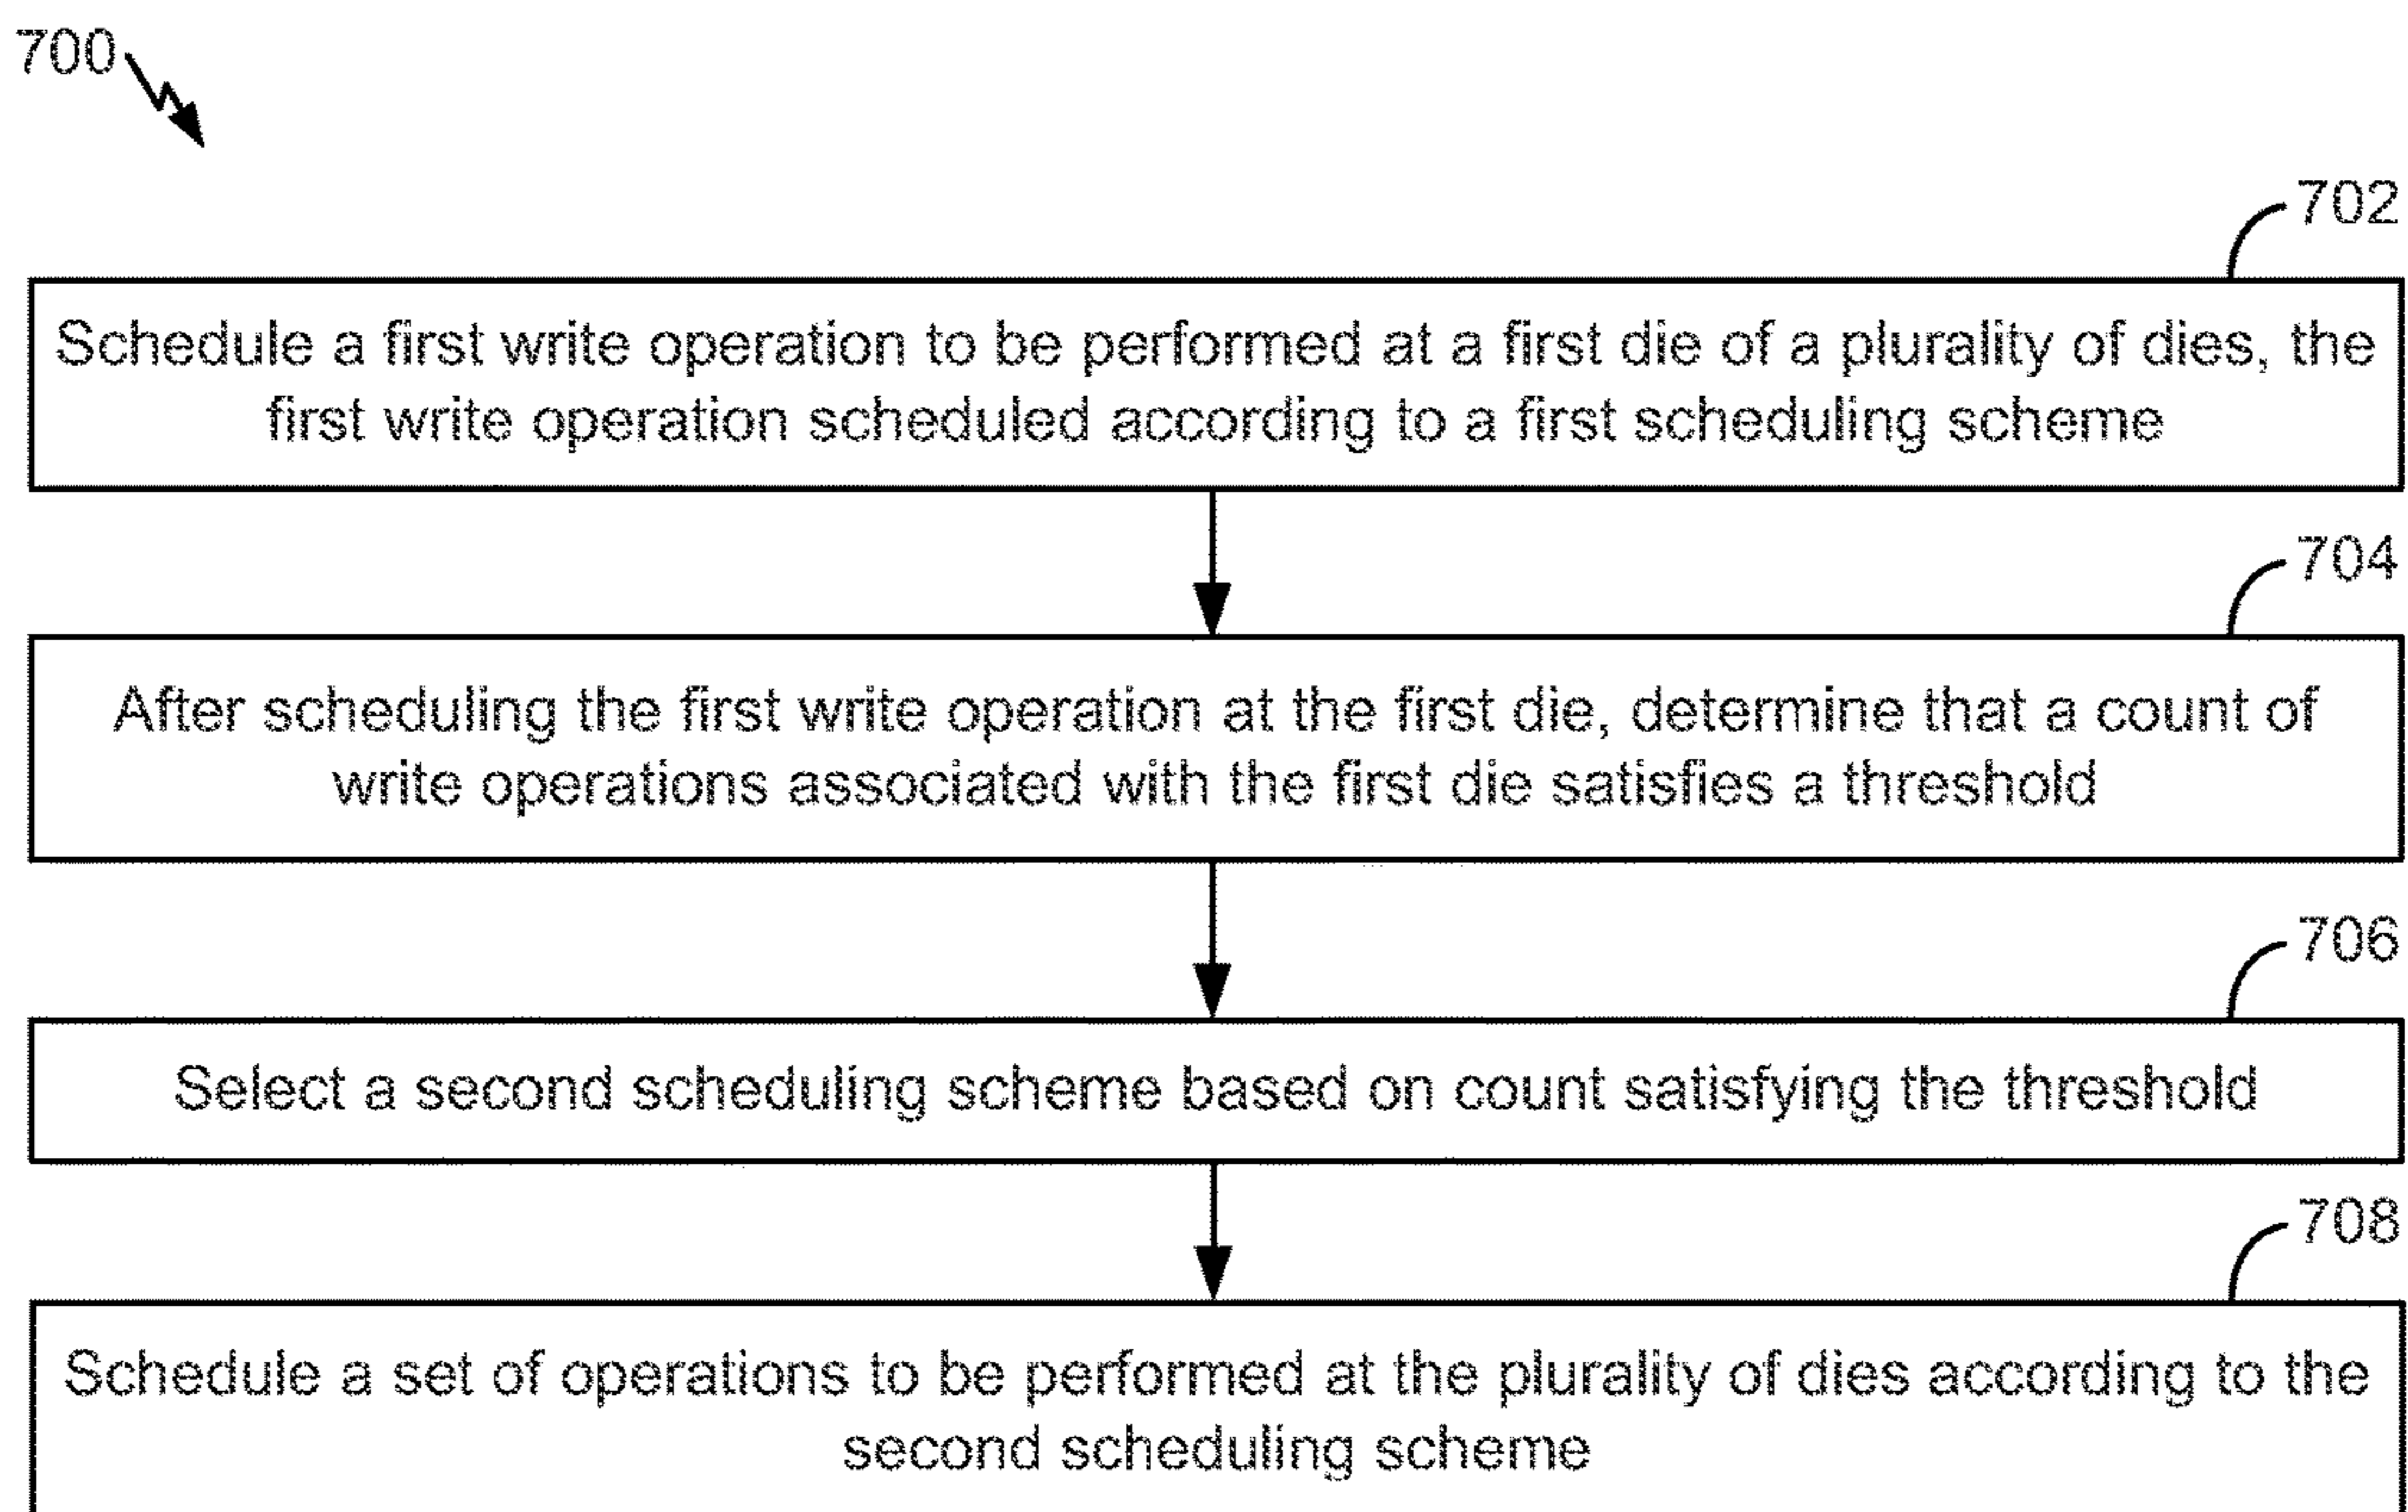 700
702
Schedule a first write operation to be performed at a first die of a plurality of dies, the
first write operation scheduled according to a first scheduling scheme
704
After scheduling the first write operation at the first die, determine that a count of
write operations associated with the first die satisfies a threshold
706
Select a second scheduling scheme based on count satisfying the threshold
708
Schedule a set of operations to be performed at the plurality of dies according to the
second scheduling scheme